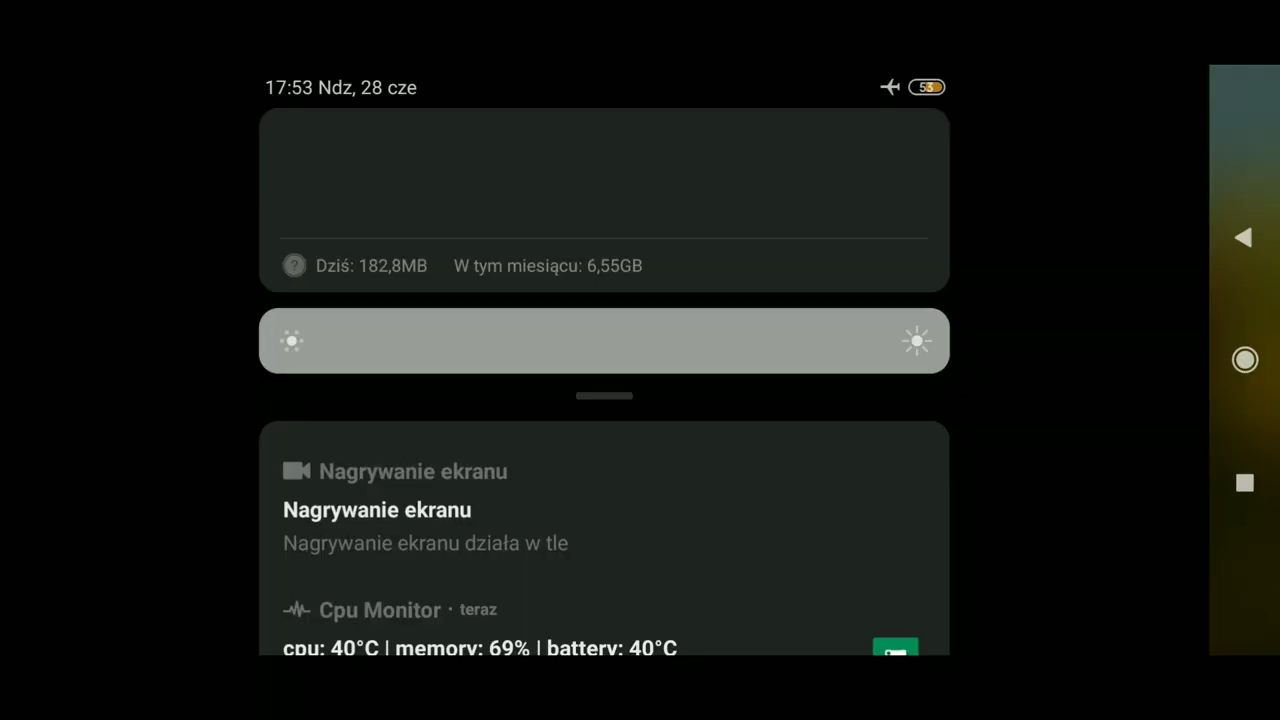 17:53 Ndz, 28 cze
53
? Dziś: 182,8MB W tym miesiącu: 6,55GB
Nagrywanie ekranu
Nagrywanie ekranu
Nagrywanie ekranu działa w tle
Cpu Monitor · teraz
cpu: 40°C | memory: 69% | battery: 40°C